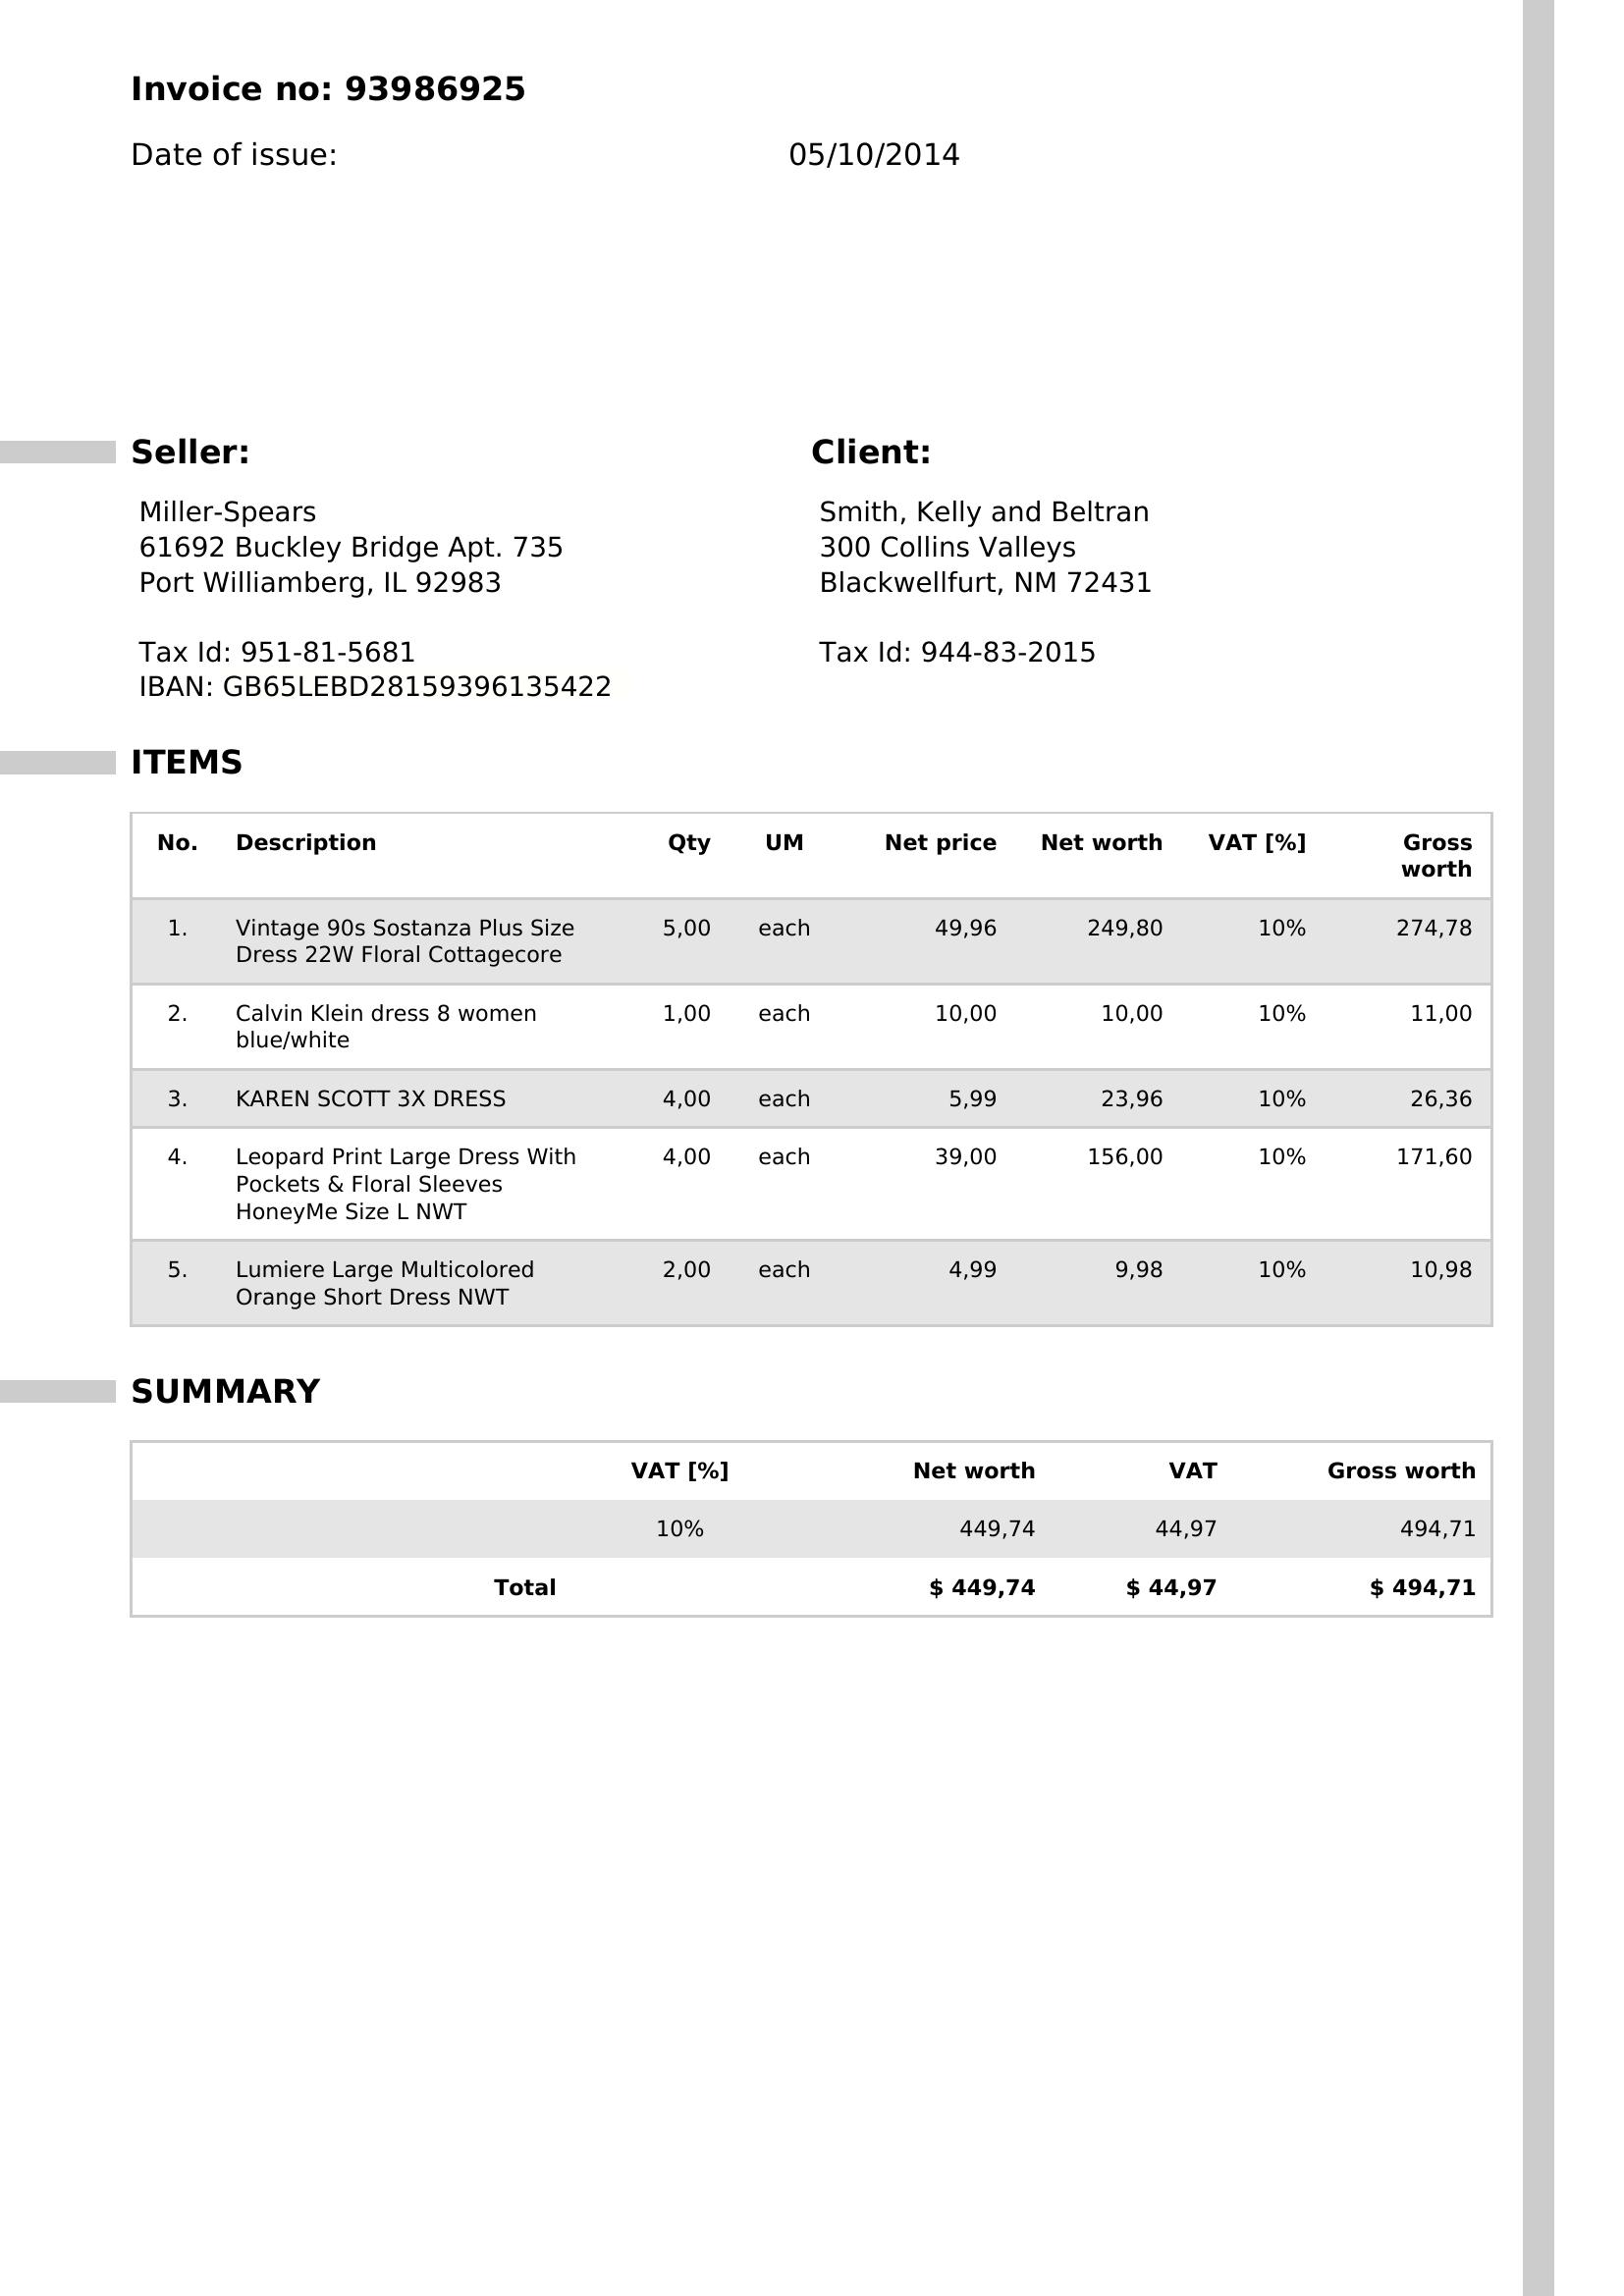 Invoice no: 93986925
Date of issue: 05/10/2014
Seller:
Miller-Spears
61692 Buckley Bridge Apt. 735
Port Williamberg, IL 92983
Tax Id: 951-81-5681
IBAN: GB65LEBD28159396135422
Client:
Smith, Kelly and Beltran
300 Collins Valleys
Blackwellfurt, NM 72431
Tax Id: 944-83-2015
ITEMS
No. Description Qty UM Net price Net worth VAT [%] Gross
worth
1. Vintage 90s Sostanza Plus Size 5,00 each 49,96 249,80 10% 274,78
Dress 22W Floral Cottagecore
2. Calvin Klein dress 8 women 1,00 each 10,00 10,00 10% 11,00
blue/white
3. KAREN SCOTT 3X DRESS 4,00 each 5,99 23,96 10% 26,36
4. Leopard Print Large Dress With 4,00 each 39,00 156,00 10% 171,60
Pockets & Floral Sleeves
HoneyMe Size L NWT
5. Lumiere Large Multicolored 2,00 each 4,99 9,98 10% 10,98
Orange Short Dress NWT
SUMMARY
VAT [%] Net worth VAT Gross worth
10% 449,74 44,97 494,71
Total $ 449,74 $ 44,97 $ 494,71